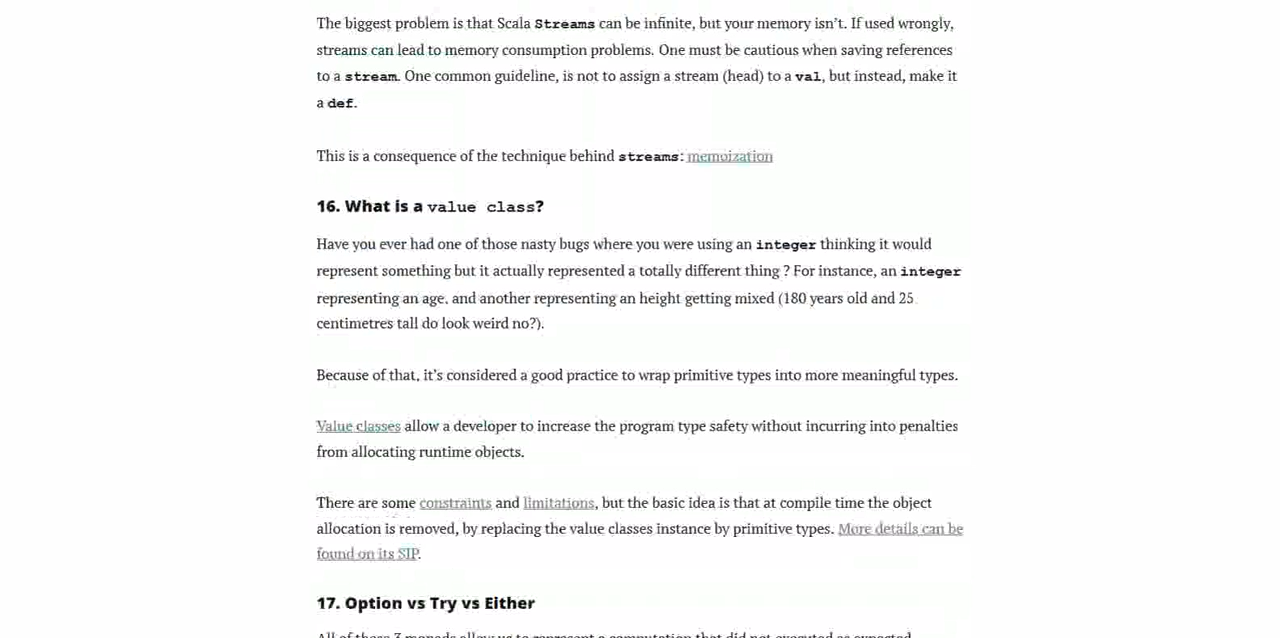 The biggest problem is that Scala Streams can be infinite, but your memory isn’t. If used wrongly,
streams can lead to memory consumption problems. One must be cautious when saving references
to a stream. One common guideline, is not to assign a stream (head) to a val, but instead, make it
a def.
This is a consequence of the technique behind streams: memoization
16. What is a value class?
Have you ever had one of those nasty bugs where you were using an integer thinking it would
represent something but it actually represented a totally different thing ? For instance, an integer
representing an age, and another representing an height getting mixed (180 years old and 25
centimetres tall do look weird no?).
Because of that, it’s considered a good practice to wrap primitive types into more meaningful types.
Value classes allow a developer to increase the program type safety without incurring into penalties
from allocating runtime objects.
There are some constraints and limitations, but the basic idea is that at compile time the object
allocation is removed, by replacing the value classes instance by primitive types. More details can be
found on its SIP.
17. Option vs Try vs Either
All of these 3 monads allow us to represent a computation that did not executed as expected.